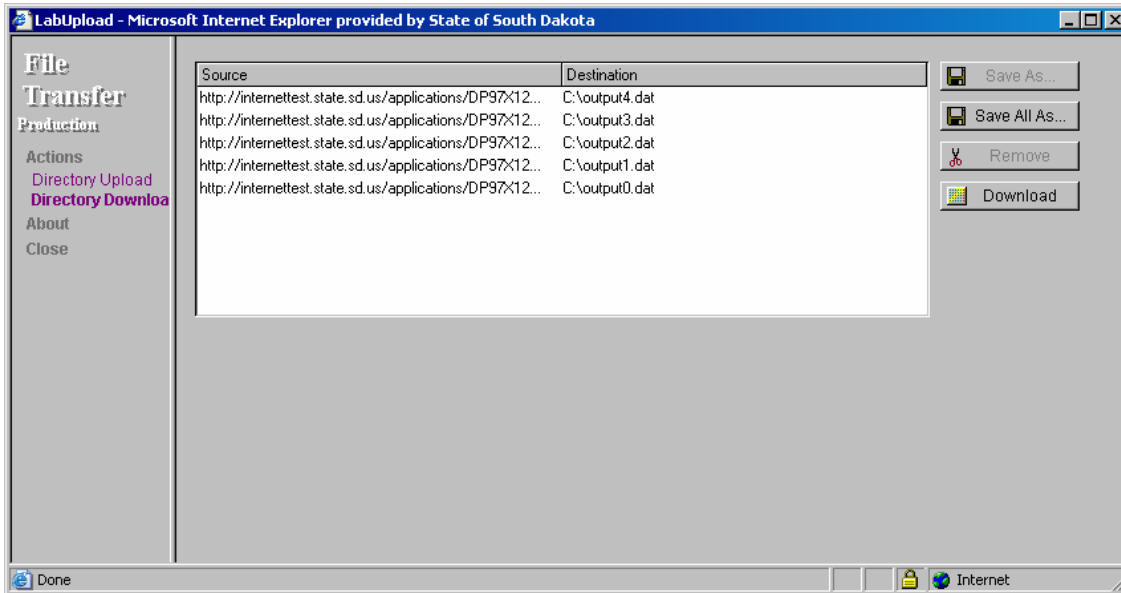 LabUpload - Microsoft Internet Explorer provided by State of South Dakota
File
Transfer
Production
Actions
Directory Upload
Directory Downloa
About
Close
Source Destination
http://internettest.state.sd.us/applications/DP97X12... C:\output4.dat
http://internettest.state.sd.us/applications/DP97X12... C:\output3.dat
http://internettest.state.sd.us/applications/DP97X12... C:\output2.dat
http://internettest.state.sd.us/applications/DP97X12... C:\output1.dat
http://internettest.state.sd.us/applications/DP97X12... C:\output0.dat
Save As...
Save All As...
Remove
Download
Done Internet